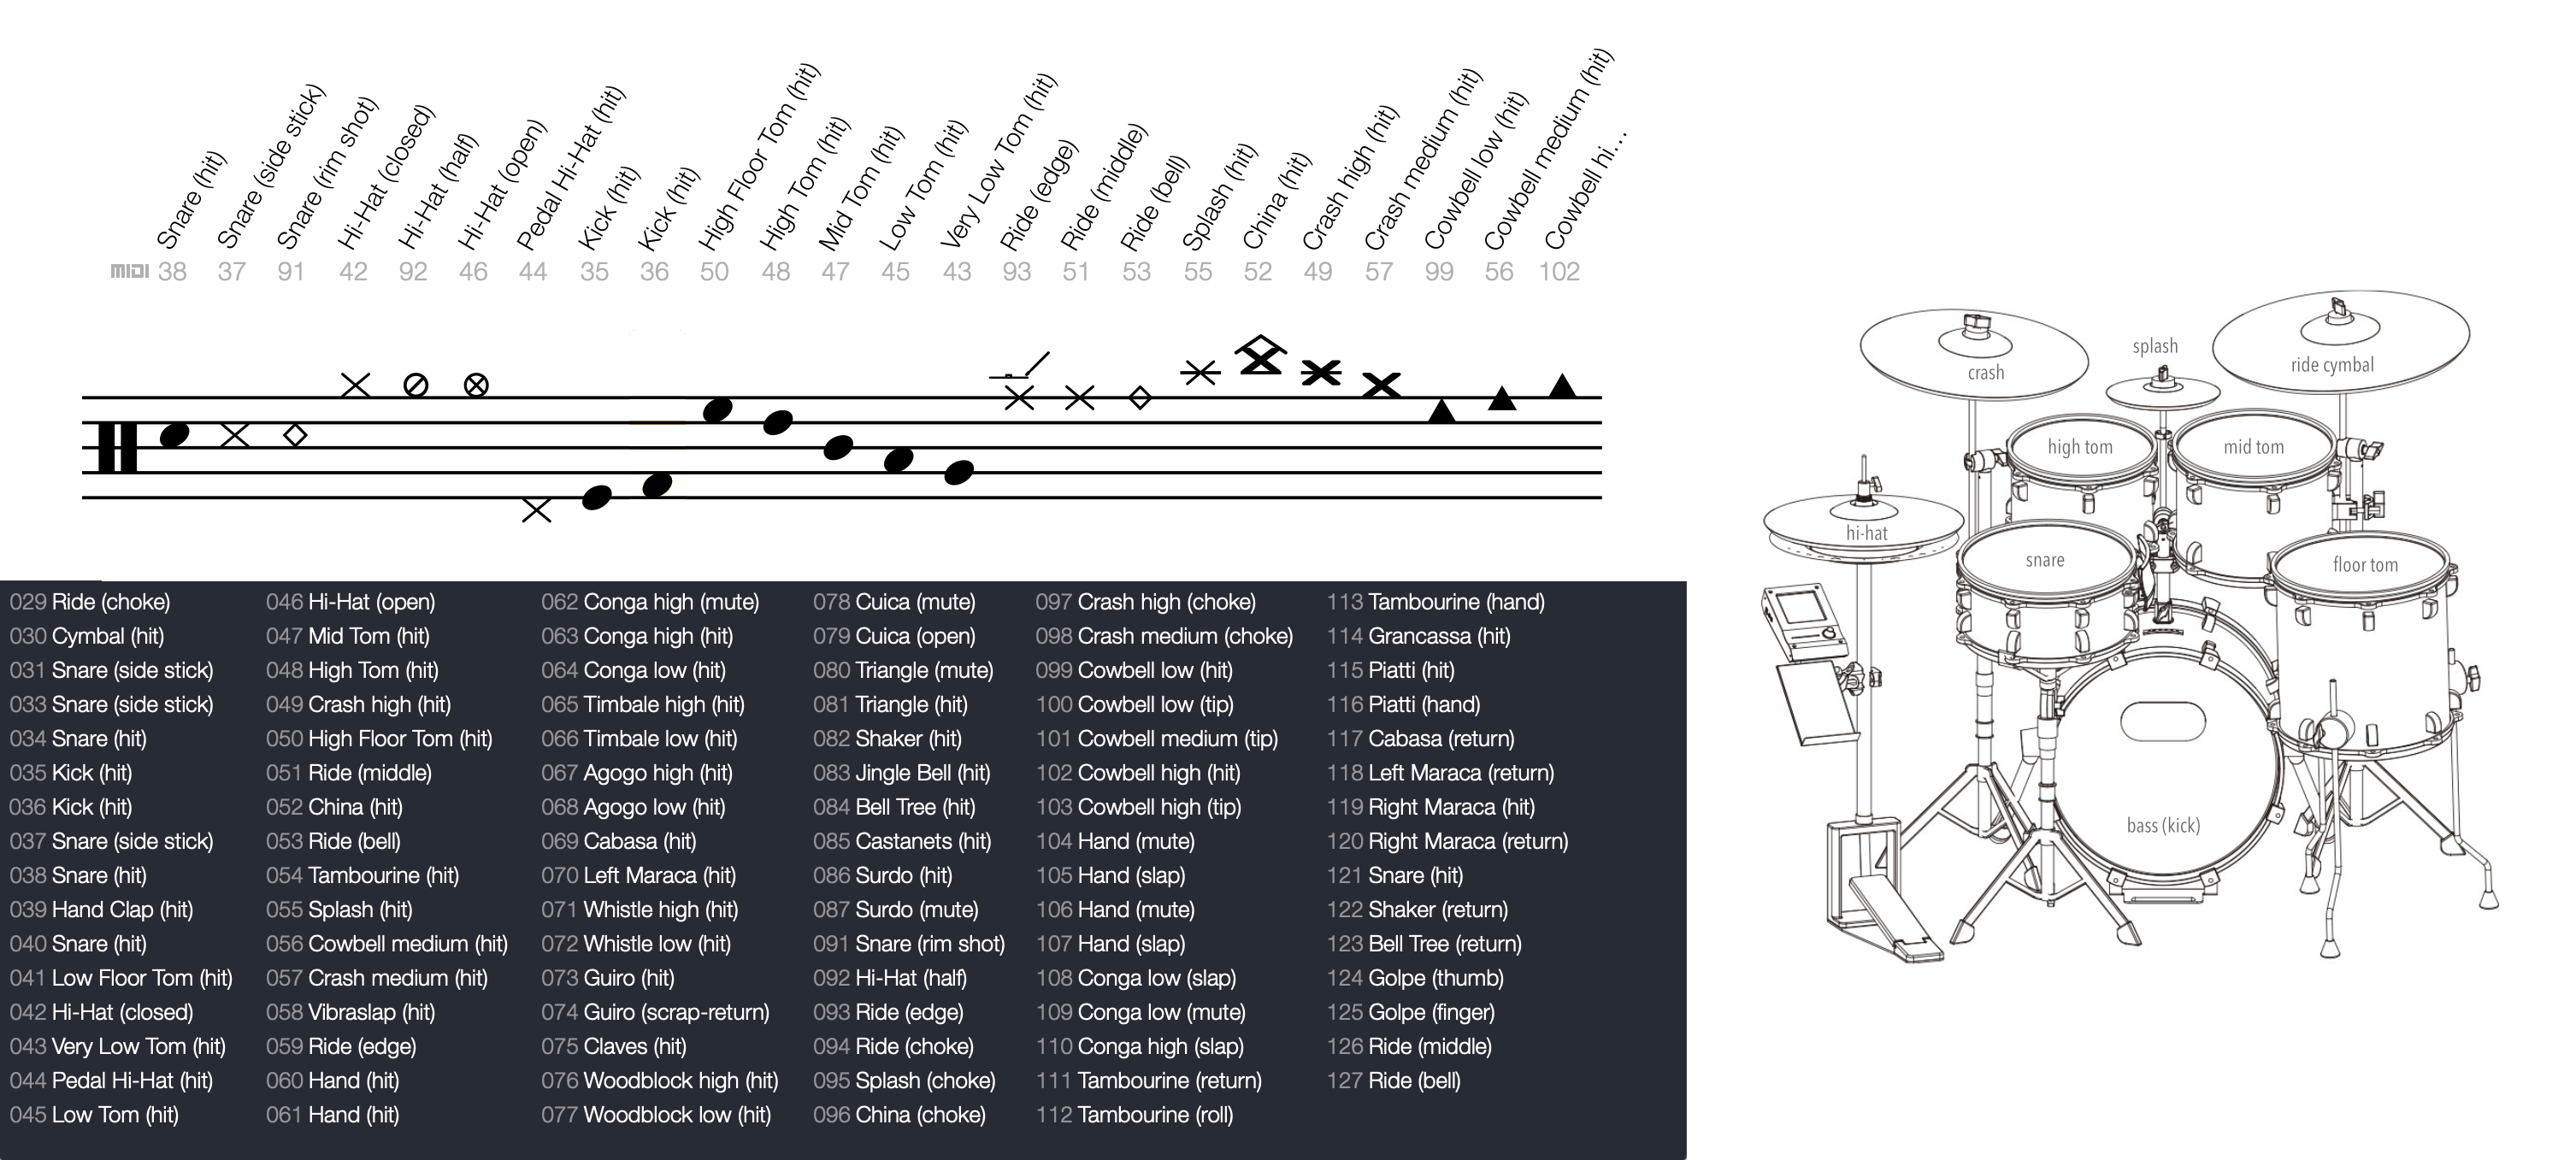 Snare (hit)
Snare (side stick)
Snare (rim shot)
Hi-Hat (closed)
Hi-Hat (half)
Hi-Hat (open)
Pedal Hi-Hat (hit)
Kick (hit)
Kick (hit)
High Floor Tom (hit)
High Tom (hit)
Mid Tom (hit)
Low Tom (hit)
Very Low Tom (hit)
Ride (edge)
Ride (middle)
Ride (bell)
Splash (hit)
China (hit)
Crash high (hit)
Crash medium (hit)
Cowbell low (hit)
Cowbell medium (hit)
Cowbell hi...
MIDI 38 37 91 42 92 46 44 35 36 50 48 47 45 43 93 51 53 55 52 49 57 99 56 102
029 Ride (choke)
030 Cymbal (hit)
031 Snare (side stick)
033 Snare (side stick)
034 Snare (hit)
035 Kick (hit)
036 Kick (hit)
037 Snare (side stick)
038 Snare (hit)
039 Hand Clap (hit)
040 Snare (hit)
041 Low Floor Tom (hit)
042 Hi-Hat (closed)
043 Very Low Tom (hit)
044 Pedal Hi-Hat (hit)
045 Low Tom (hit)
046 Hi-Hat (open)
047 Mid Tom (hit)
048 High Tom (hit)
049 Crash high (hit)
050 High Floor Tom (hit)
051 Ride (middle)
052 China (hit)
053 Ride (bell)
054 Tambourine (hit)
055 Splash (hit)
056 Cowbell medium (hit)
057 Crash medium (hit)
058 Vibraslap (hit)
059 Ride (edge)
060 Hand (hit)
061 Hand (hit)
062 Conga high (mute)
063 Conga high (hit)
064 Conga low (hit)
065 Timbale high (hit)
066 Timbale low (hit)
067 Agogo high (hit)
068 Agogo low (hit)
069 Cabasa (hit)
070 Left Maraca (hit)
071 Whistle high (hit)
072 Whistle low (hit)
073 Guiro (hit)
074 Guiro (scrap-return)
075 Claves (hit)
076 Woodblock high (hit)
077 Woodblock low (hit)
078 Cuica (mute)
079 Cuica (open)
080 Triangle (mute)
081 Triangle (hit)
082 Shaker (hit)
083 Jingle Bell (hit)
084 Bell Tree (hit)
085 Castanets (hit)
086 Surdo (hit)
087 Surdo (mute)
091 Snare (rim shot)
092 Hi-Hat (half)
093 Ride (edge)
094 Ride (choke)
095 Splash (choke)
096 China (choke)
097 Crash high (choke)
098 Crash medium (choke)
099 Cowbell low (hit)
100 Cowbell low (tip)
101 Cowbell medium (tip)
102 Cowbell high (hit)
103 Cowbell high (tip)
104 Hand (mute)
105 Hand (slap)
106 Hand (mute)
107 Hand (slap)
108 Conga low (slap)
109 Conga low (mute)
110 Conga high (slap)
111 Tambourine (return)
112 Tambourine (roll)
113 Tambourine (hand)
114 Grancassa (hit)
115 Piatti (hit)
116 Piatti (hand)
117 Cabasa (return)
118 Left Maraca (return)
119 Right Maraca (hit)
120 Right Maraca (return)
121 Snare (hit)
122 Shaker (return)
123 Bell Tree (return)
124 Golpe (thumb)
125 Golpe (finger)
126 Ride (middle)
127 Ride (bell)
splash
crash
ride cymbal
high tom
mid tom
hi-hat
snare
floor tom
bass (kick)